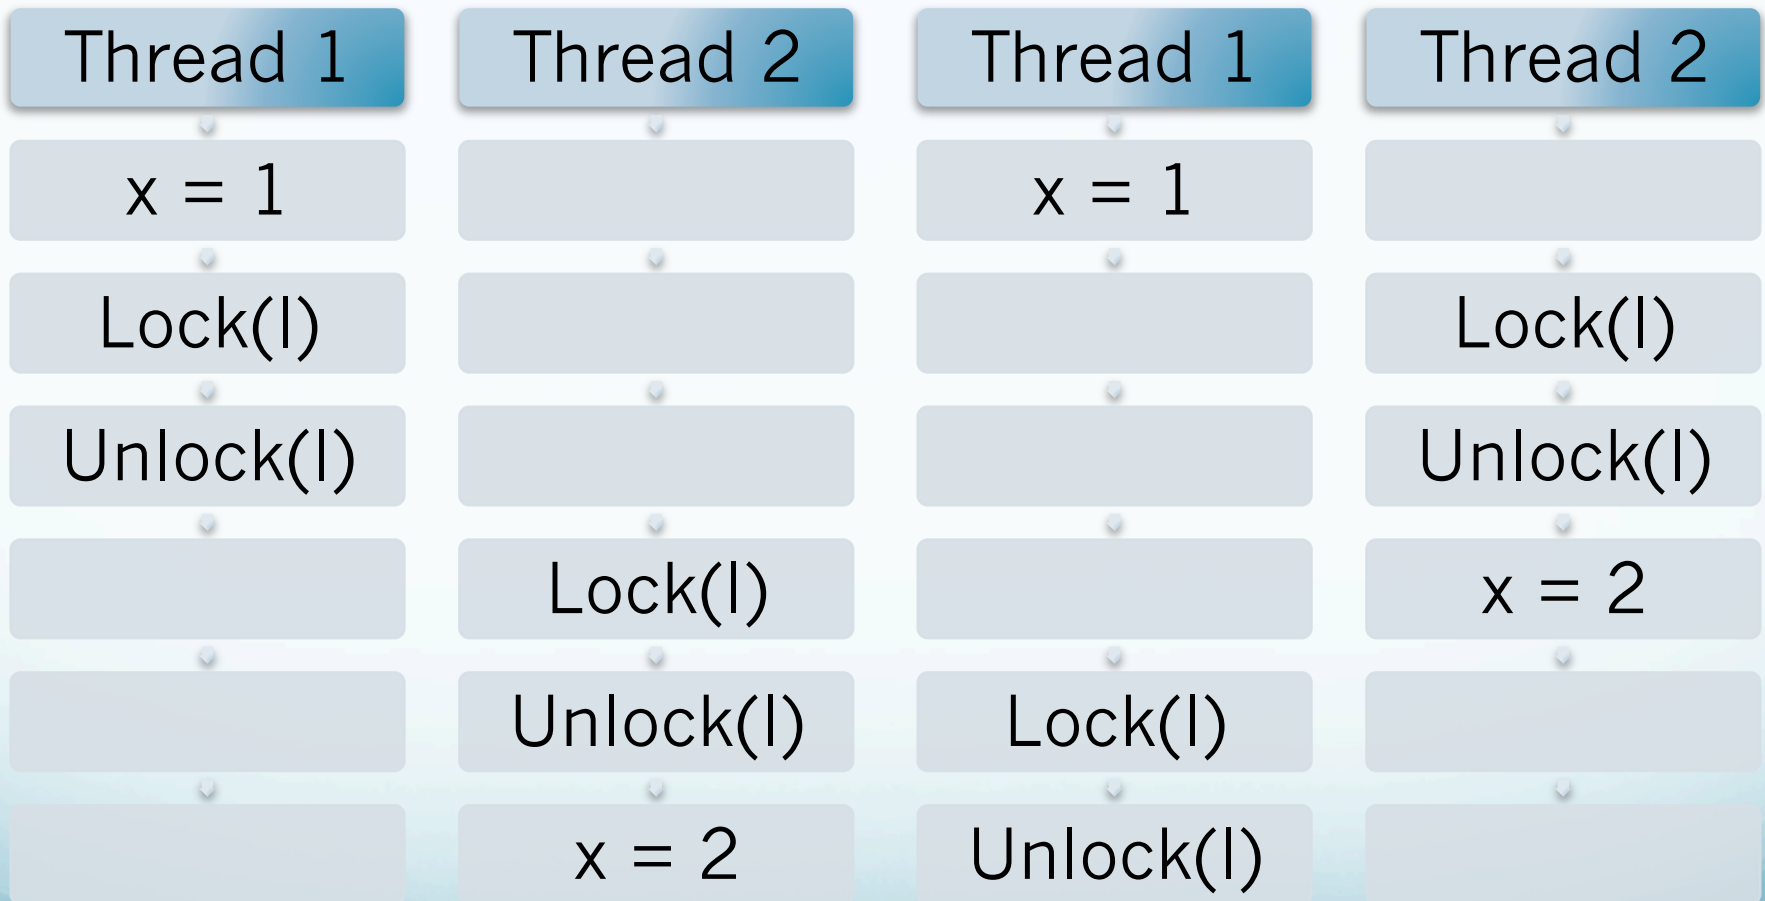 Thread 1 Thread 2 Thread 1 Thread 2
x = 1 x = 1
Lock(l) Lock(l)
Unlock(l) Unlock(l)
Lock(l) x = 2
Unlock(l) Lock(l)
x = 2 Unlock(l)